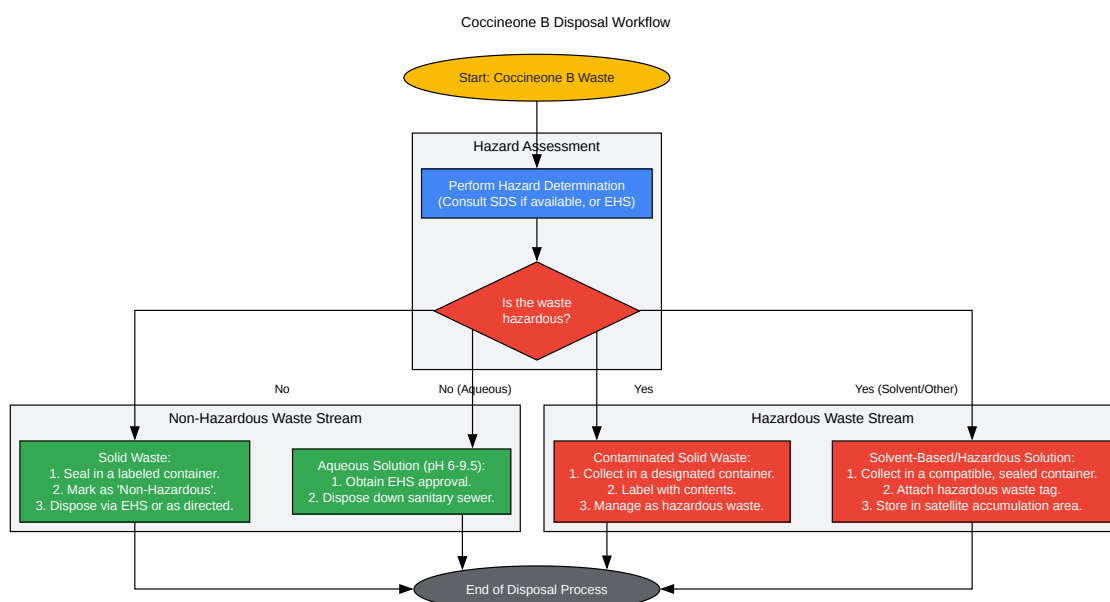 Coccineone B Disposal Workflow
Start: Coccineone B Waste
Hazard Assessment
Perform Hazard Determination
(Consult SDS if available, or EHS)
Is the waste
hazardous?
No
No (Aqueous)
Yes
Yes (Solvent/Other)
Non-Hazardous Waste Stream
Solid Waste:
1. Seal in a labeled container.
2. Mark as 'Non-Hazardous'.
3. Dispose via EHS or as directed.
Aqueous Solution (pH 6-9.5):
1. Obtain EHS approval.
2. Dispose down sanitary sewer.
Hazardous Waste Stream
Contaminated Solid Waste:
1. Collect in a designated container.
2. Label with contents.
3. Manage as hazardous waste.
Solvent-Based/Hazardous Solution:
1. Collect in a compatible, sealed container.
2. Attach hazardous waste tag.
3. Store in satellite accumulation area.
End of Disposal Process